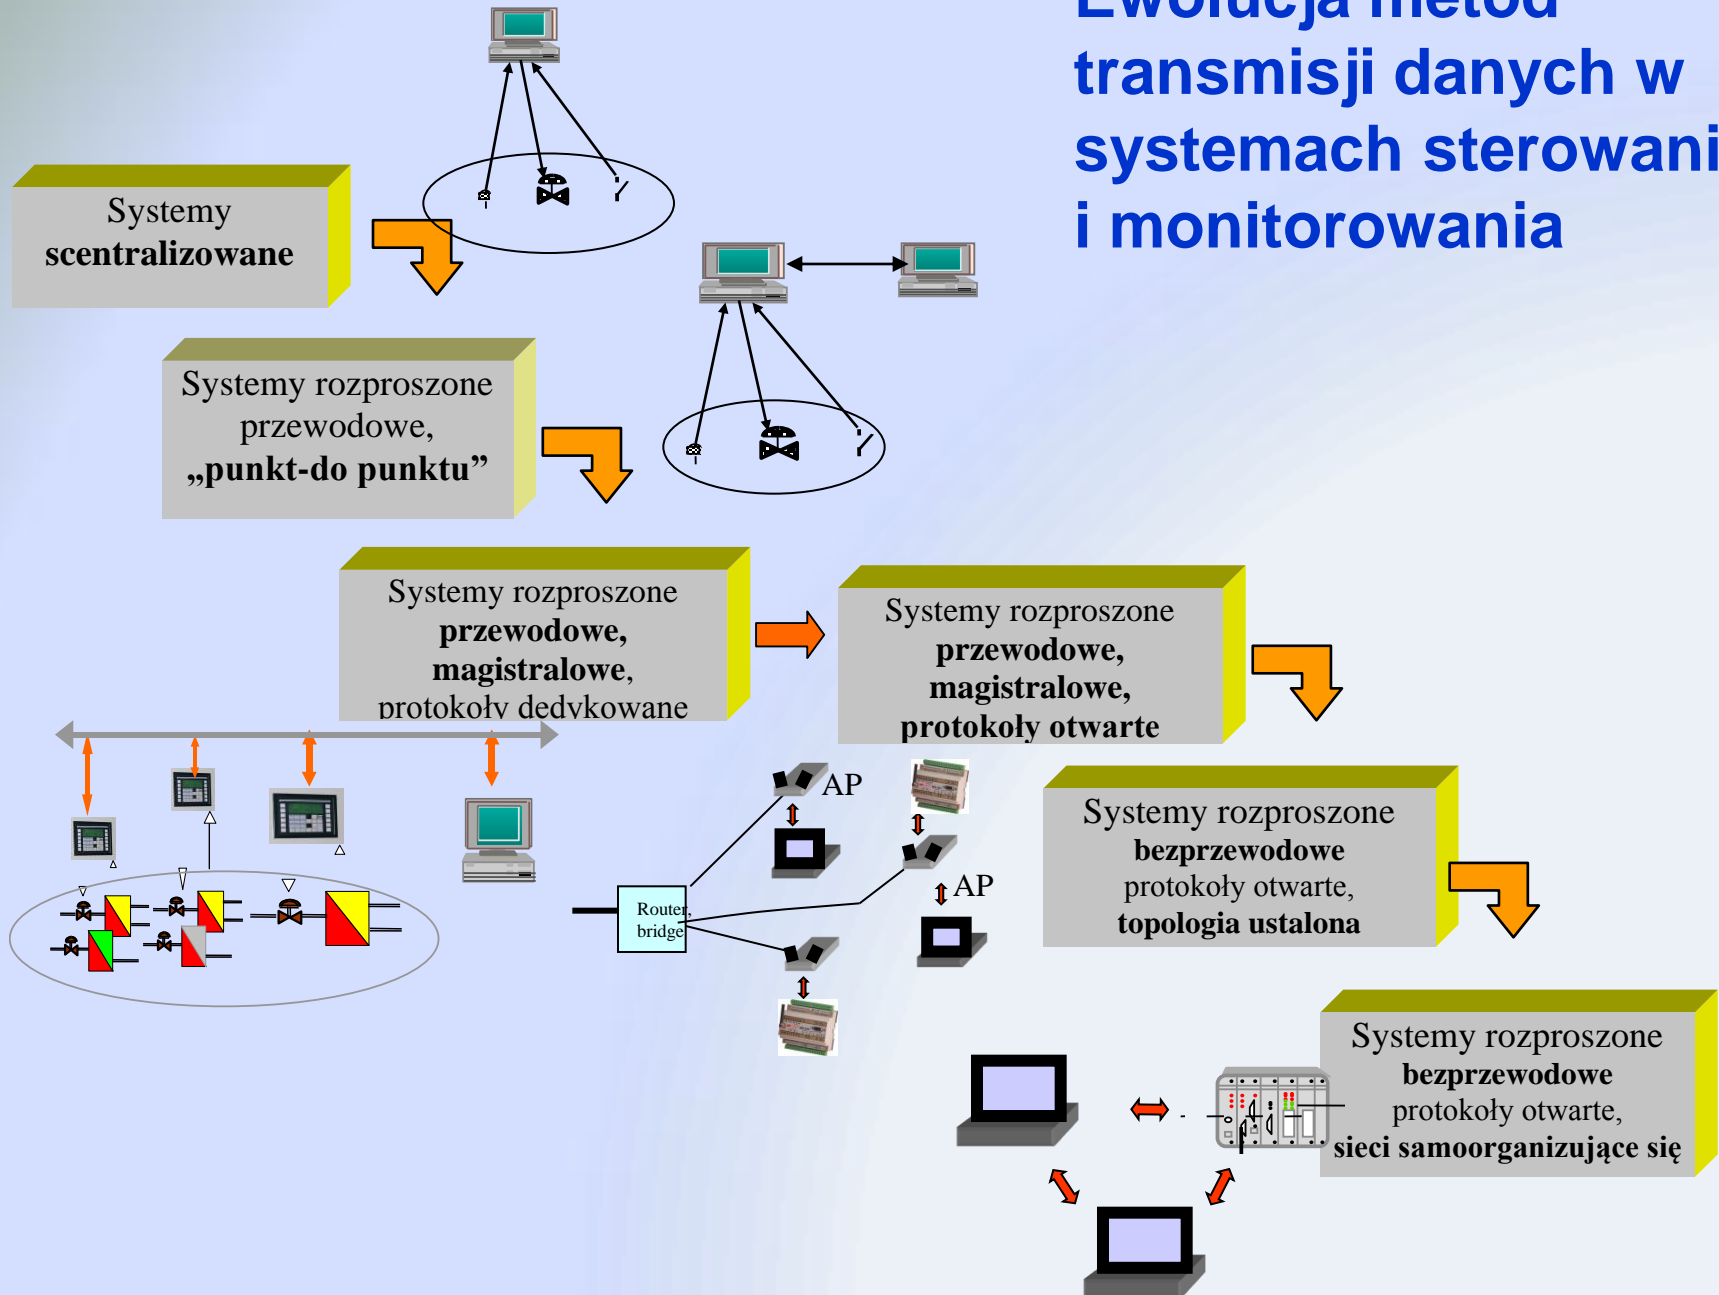 Ewolucja metod
transmisji danych w
systemach sterowani
i monitorowania
Systemy
scentralizowane
Systemy rozproszone
przewodowe,
„punkt-do punktu”
Systemy rozproszone
przewodowe,
magistralowe,
protokoły dedykowane
Systemy rozproszone
przewodowe,
magistralowe,
protokoły otwarte
AP
AP
Router,
bridge
Systemy rozproszone
bezprzewodowe
protokoły otwarte,
topologia ustalona
Systemy rozproszone
bezprzewodowe
protokoły otwarte,
sieci samoorganizujące się